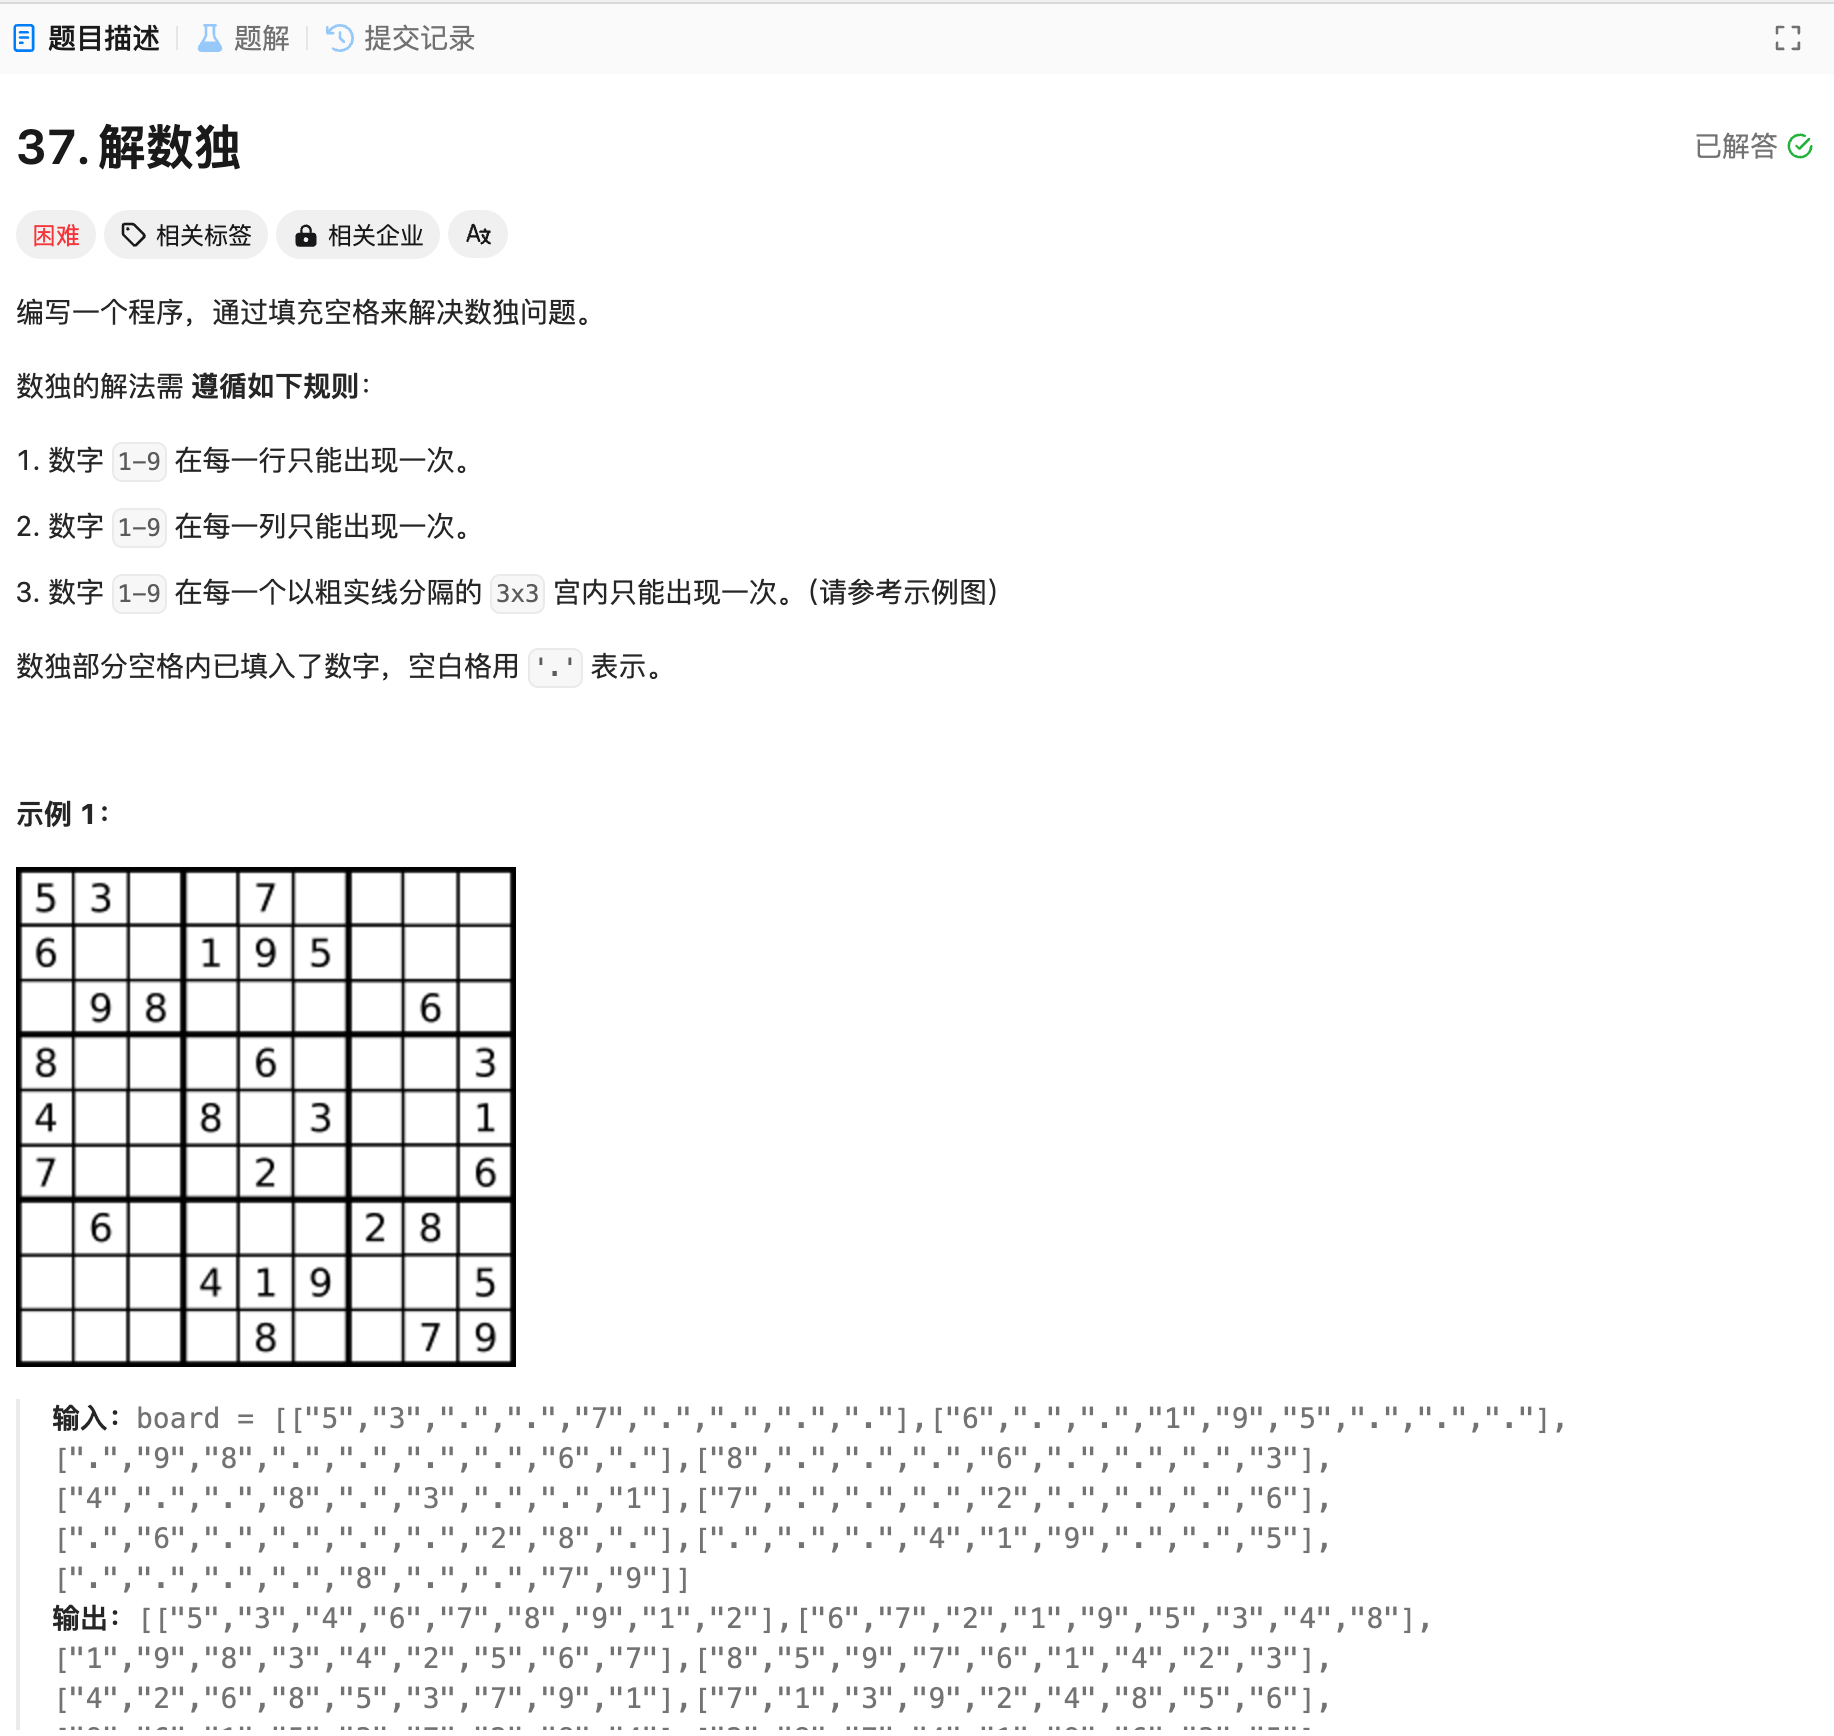 题目描述 题解 提交记录
37. 解数独 已解答
困难 相关标签 相关企业
编写一个程序，通过填充空格来解决数独问题。
数独的解法需 遵循如下规则：
1. 数字 1-9 在每一行只能出现一次。
2. 数字 1-9 在每一列只能出现一次。
3. 数字 1-9 在每一个以粗实线分隔的 3x3 宫内只能出现一次。（请参考示例图）
数独部分空格内已填入了数字，空白格用 '.' 表示。
示例 1：
5 3 7
6 1 9 5
9 8 6
8 6 3
4 8 3 1
7 2 6
6 2 8
4 1 9 5
8 7 9
输入：board = [["5","3",".",".","7",".",".",".","."],["6",".",".","1","9","5",".",".","."],
[".","9","8",".",".",".",".","6","."],["8",".",".",".","6",".",".",".","3"],
["4",".",".","8",".","3",".",".","1"],["7",".",".",".","2",".",".",".","6"],
[".","6",".",".",".",".","2","8","."],[".",".",".","4","1","9",".",".","5"],
[".",".",".",".","8",".",".","7","9"]]
输出：[["5","3","4","6","7","8","9","1","2"],["6","7","2","1","9","5","3","4","8"],
["1","9","8","3","4","2","5","6","7"],["8","5","9","7","6","1","4","2","3"],
["4","2","6","8","5","3","7","9","1"],["7","1","3","9","2","4","8","5","6"],